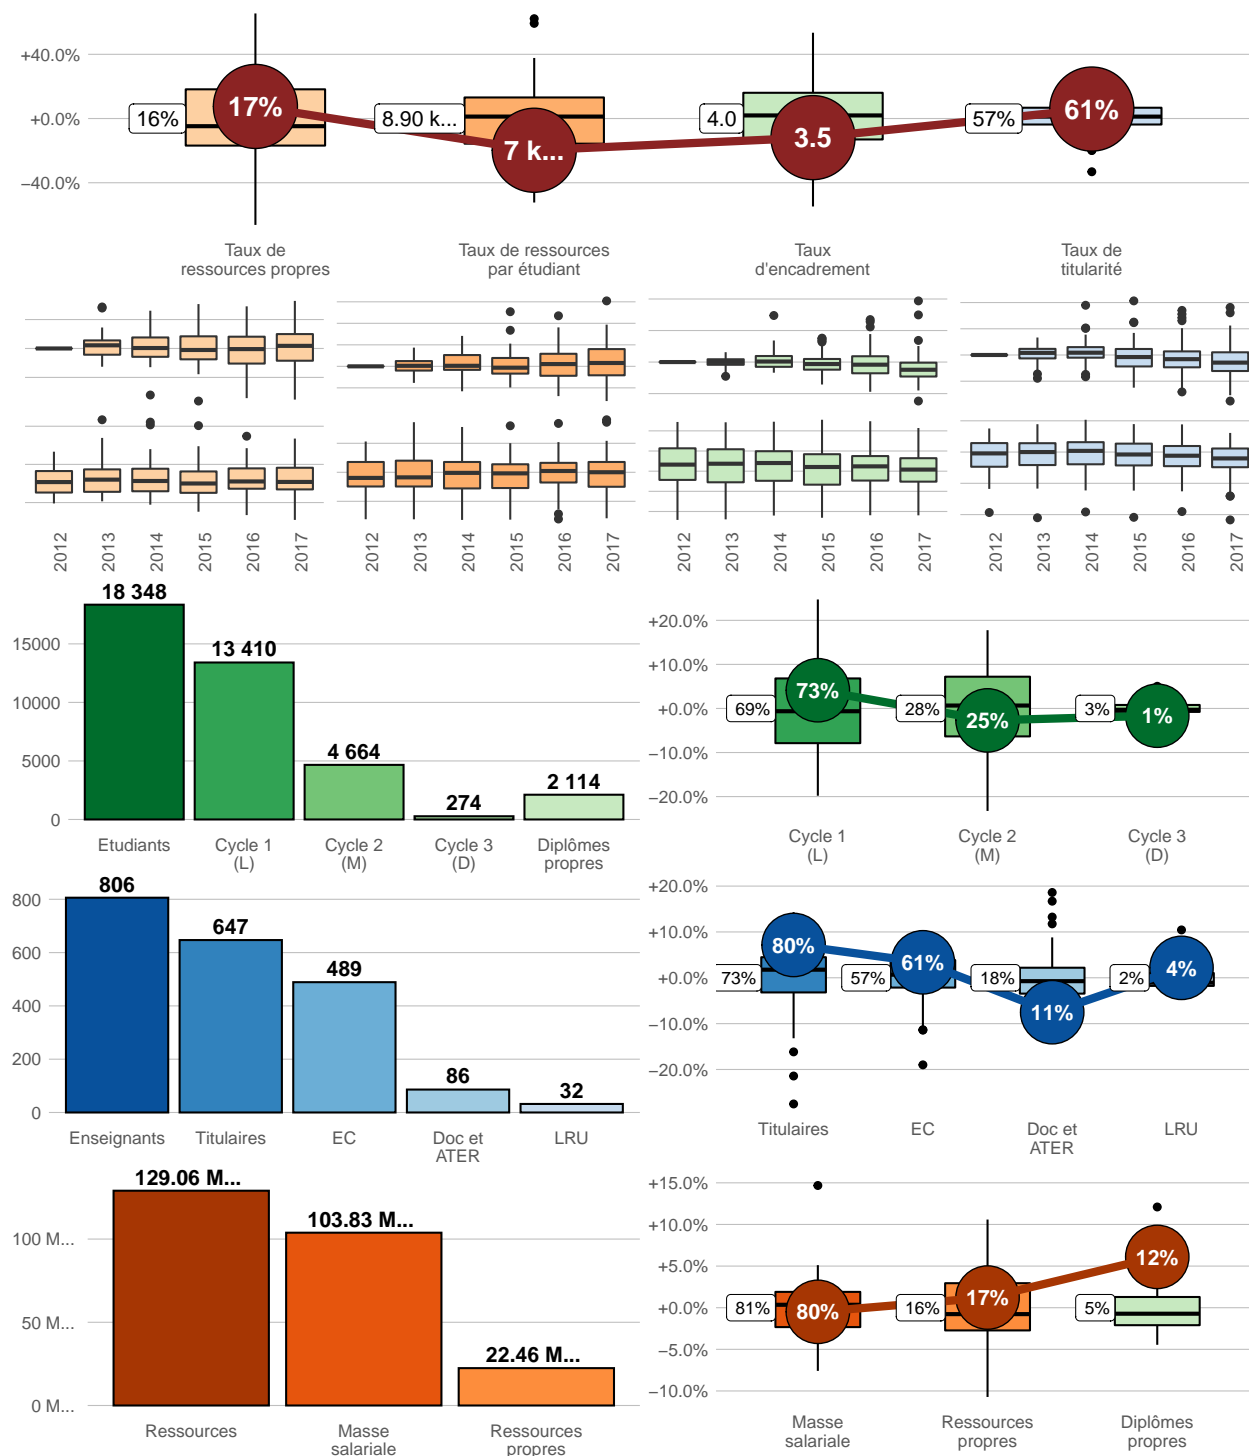 +40.0%
+0.0%
−40.0%
16%
17%
8.90 k...
7 k...
4.0
3.5
57%
61%
Taux de
ressources propres
Taux de ressources
par étudiant
Taux
d'encadrement
Taux de
titularité
2012
2013
2014
2015
2016
2017
2012
2013
2014
2015
2016
2017
2012
2013
2014
2015
2016
2017
2012
2013
2014
2015
2016
2017
15000
10000
5000
0
18 348
13 410
4 664
274
2 114
Etudiants
Cycle 1
(L)
Cycle 2
(M)
Cycle 3
(D)
Diplômes
propres
+20.0%
+10.0%
+0.0%
−10.0%
−20.0%
69%
73%
28%
25%
3%
1%
Cycle 1
(L)
Cycle 2
(M)
Cycle 3
(D)
800
600
400
200
0
806
647
489
86
32
Enseignants
Titulaires
EC
Doc et
ATER
LRU
+20.0%
+10.0%
+0.0%
−10.0%
−20.0%
73%
80%
57%
61%
18%
11%
2%
4%
Titulaires
EC
Doc et
ATER
LRU
100 M...
50 M...
0 M...
129.06 M...
103.83 M...
22.46 M...
Ressources
Masse
salariale
Ressources
propres
+15.0%
+10.0%
+5.0%
+0.0%
−5.0%
−10.0%
81%
80%
16%
17%
5%
12%
Masse
salariale
Ressources
propres
Diplômes
propres